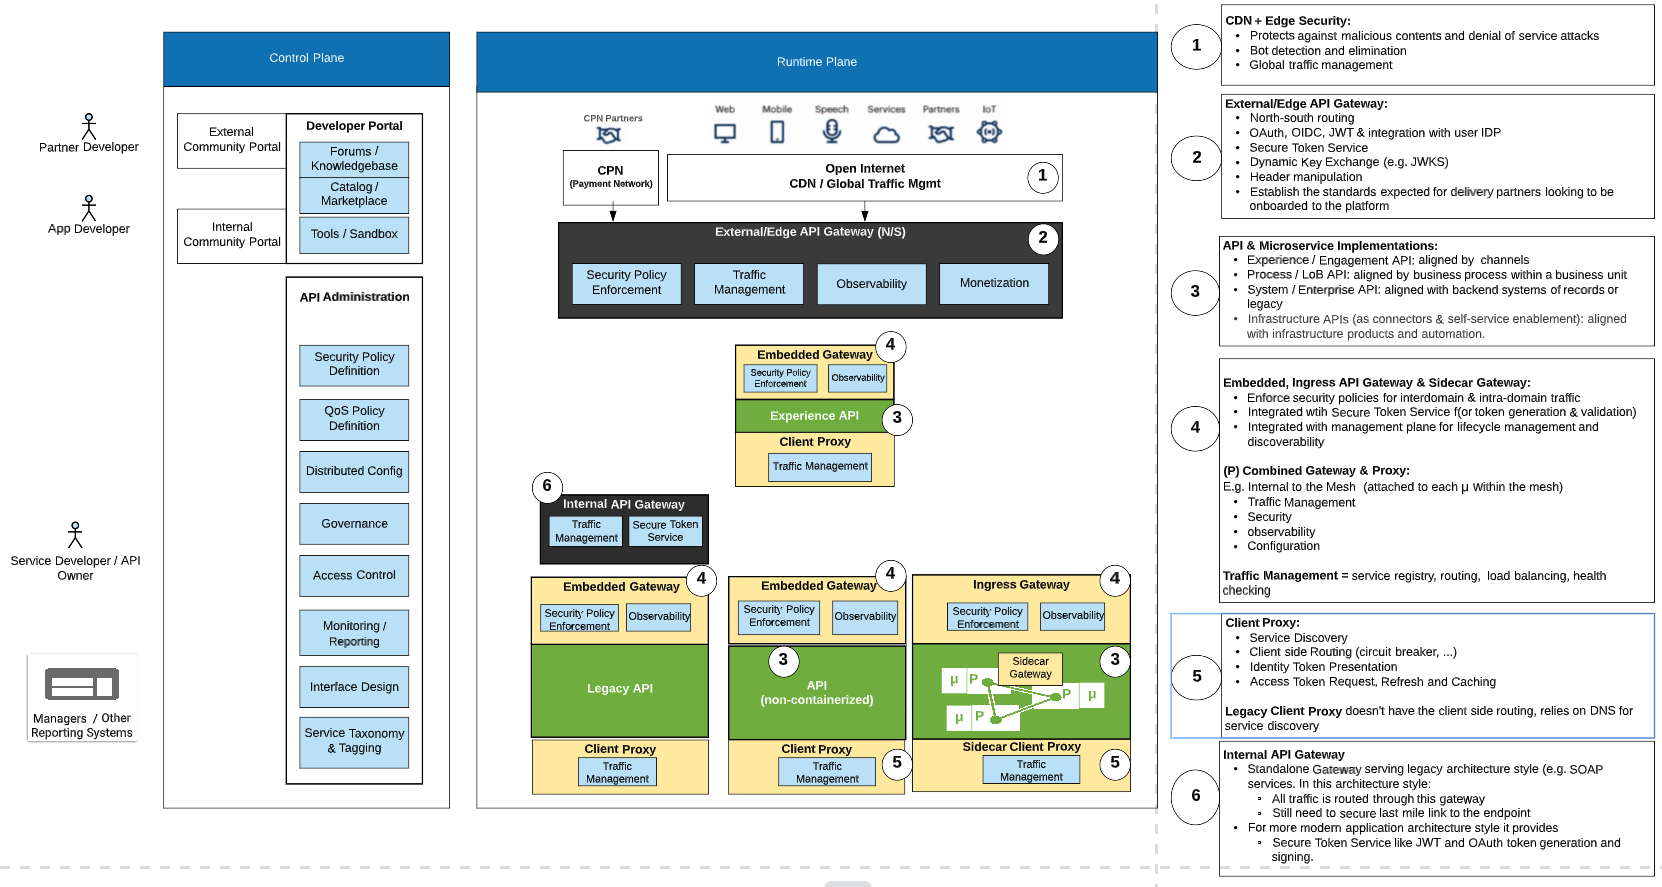 Control Plane
Partner Developer
App Developer
Service Developer / API
Owner
Managers / Other
Reporting Systems
External
Community Portal
Internal
Community Portal
Developer Portal
Forums /
Knowledgebase
Catalog /
Marketplace
Tools / Sandbox
API Administration
Security Policy
Definition
QoS Policy
Definition
Distributed Config
Governance
Access Control
Monitoring /
Reporting
Interface Design
Service Taxonomy
& Tagging
Runtime Plane
CPN Partners
Web
Mobile
Speech
Services
Partners
IoT
CPN
(Payment Network)
Open Internet
CDN / Global Traffic Mgmt
1
External/Edge API Gateway (N/S)
2
Security Policy
Enforcement
Traffic
Management
Observability
Monetization
Embedded Gateway
4
Security Policy
Enforcement
Observability
Experience API
3
Client Proxy
Traffic Management
6
Internal API Gateway
Traffic
Management
Secure Token
Service
Embedded Gateway
4
Security Policy
Enforcement
Observability
Legacy API
Client Proxy
Traffic
Management
Embedded Gateway
4
Security Policy
Enforcement
Observability
3
API
(non-containerized)
Client Proxy
Traffic
Management
5
Ingress Gateway
4
Security Policy
Enforcement
Observability
Sidecar
Gateway
3
μ P
P μ
μ P
Sidecar Client Proxy
Traffic
Management
5
1
CDN + Edge Security:
• Protects against malicious contents and denial of service attacks
• Bot detection and elimination
• Global traffic management
2
External/Edge API Gateway:
• North-south routing
• OAuth, OIDC, JWT & integration with user IDP
• Secure Token Service
• Dynamic Key Exchange (e.g. JWKS)
• Header manipulation
• Establish the standards expected for delivery partners looking to be
onboarded to the platform
3
API & Microservice Implementations:
• Experience / Engagement API: aligned by channels
• Process / LoB API: aligned by business process within a business unit
• System / Enterprise API: aligned with backend systems of records or
legacy
• Infrastructure APIs (as connectors & self-service enablement): aligned
with infrastructure products and automation.
4
Embedded, Ingress API Gateway & Sidecar Gateway:
• Enforce security policies for interdomain & intra-domain traffic
• Integrated wtih Secure Token Service f(or token generation & validation)
• Integrated with management plane for lifecycle management and
discoverability
(P) Combined Gateway & Proxy:
E.g. Internal to the Mesh (attached to each μ within the mesh)
• Traffic Management
• Security
• observability
• Configuration
Traffic Management = service registry, routing, load balancing, health
checking
5
Client Proxy:
• Service Discovery
• Client side Routing (circuit breaker, ...)
• Identity Token Presentation
• Access Token Request, Refresh and Caching
Legacy Client Proxy doesn't have the client side routing, relies on DNS for
service discovery
6
Internal API Gateway
• Standalone Gateway serving legacy architecture style (e.g. SOAP
services. In this architecture style:
▫ All traffic is routed through this gateway
▫ Still need to secure last mile link to the endpoint
• For more modern application architecture style it provides
▫ Secure Token Service like JWT and OAuth token generation and
signing.